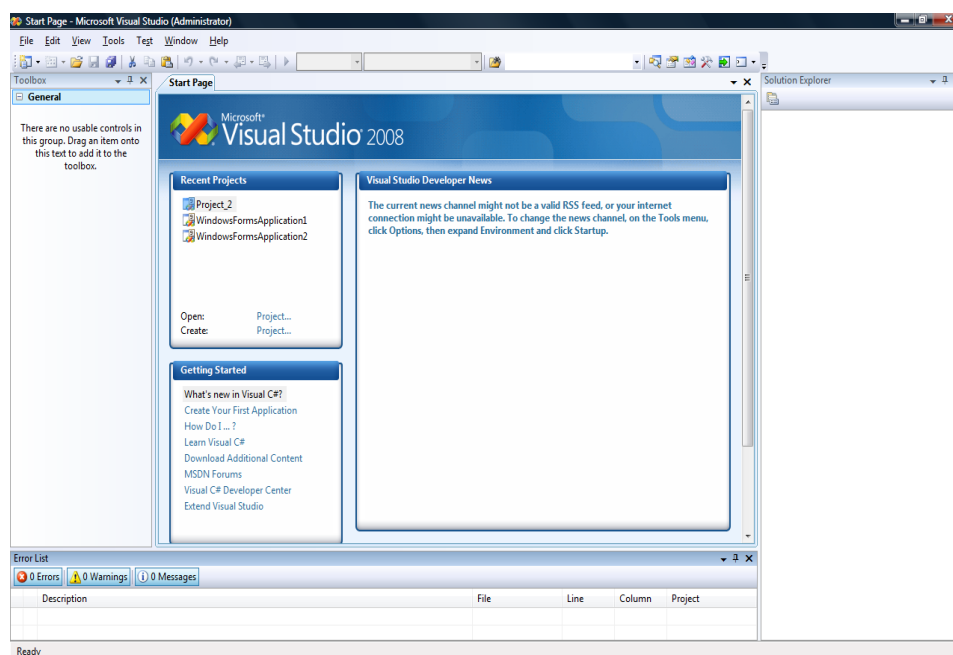 Start Page - Microsoft Visual Studio (Administrator)
File Edit View Tools Test Window Help
Toolbox
General
There are no usable controls in
this group. Drag an item onto
this text to add it to the
toolbox.
Start Page
Microsoft®
Visual Studio® 2008
Recent Projects
Project_2
WindowsFormsApplication1
WindowsFormsApplication2
Open: Project...
Create: Project...
Getting Started
What's new in Visual C#?
Create Your First Application
How Do I ... ?
Learn Visual C#
Download Additional Content
MSDN Forums
Visual C# Developer Center
Extend Visual Studio
Visual Studio Developer News
The current news channel might not be a valid RSS feed, or your internet
connection might be unavailable. To change the news channel, on the Tools menu,
click Options, then expand Environment and click Startup.
Solution Explorer
Error List
0 Errors 0 Warnings 0 Messages
Description File Line Column Project
Ready